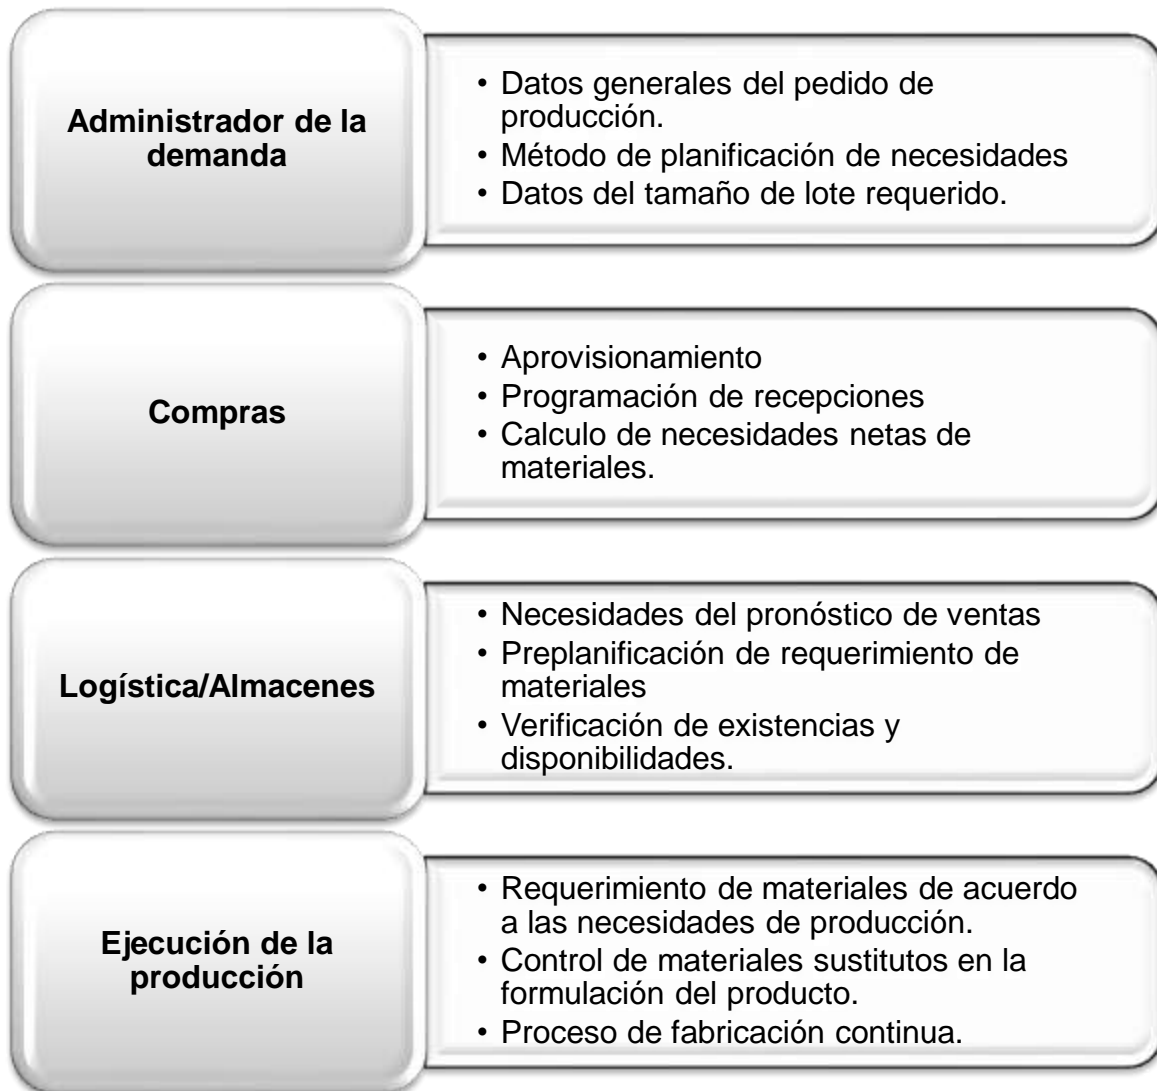 Administrador de la
demanda
• Datos generales del pedido de
producción.
• Método de planificación de necesidades
• Datos del tamaño de lote requerido.
Compras
• Aprovisionamiento
• Programación de recepciones
• Calculo de necesidades netas de
materiales.
Logística/Almacenes
• Necesidades del pronóstico de ventas
• Preplanificación de requerimiento de
materiales
• Verificación de existencias y
disponibilidades.
Ejecución de la
producción
• Requerimiento de materiales de acuerdo
a las necesidades de producción.
• Control de materiales sustitutos en la
formulación del producto.
• Proceso de fabricación continua.